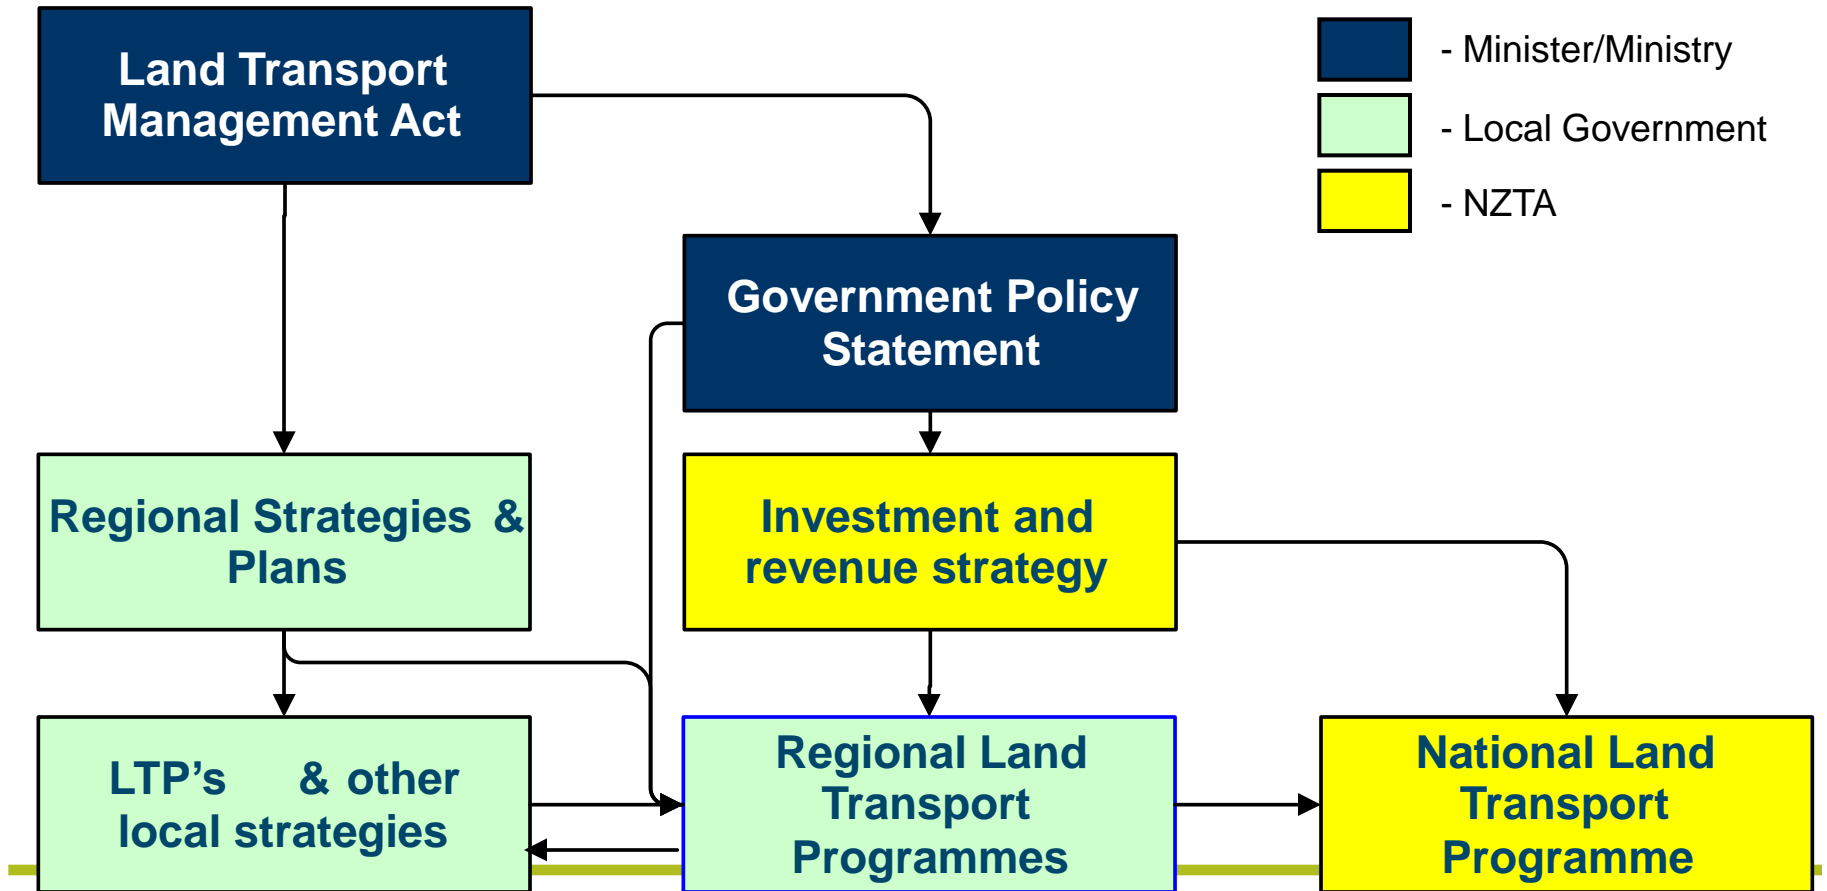 Land Transport
Management Act
- Minister/Ministry
- Local Government
- NZTA
Government Policy
Statement
Regional Strategies &
Plans
Investment and
revenue strategy
LTP's & other
local strategies
Regional Land
Transport
Programmes
National Land
Transport
Programme